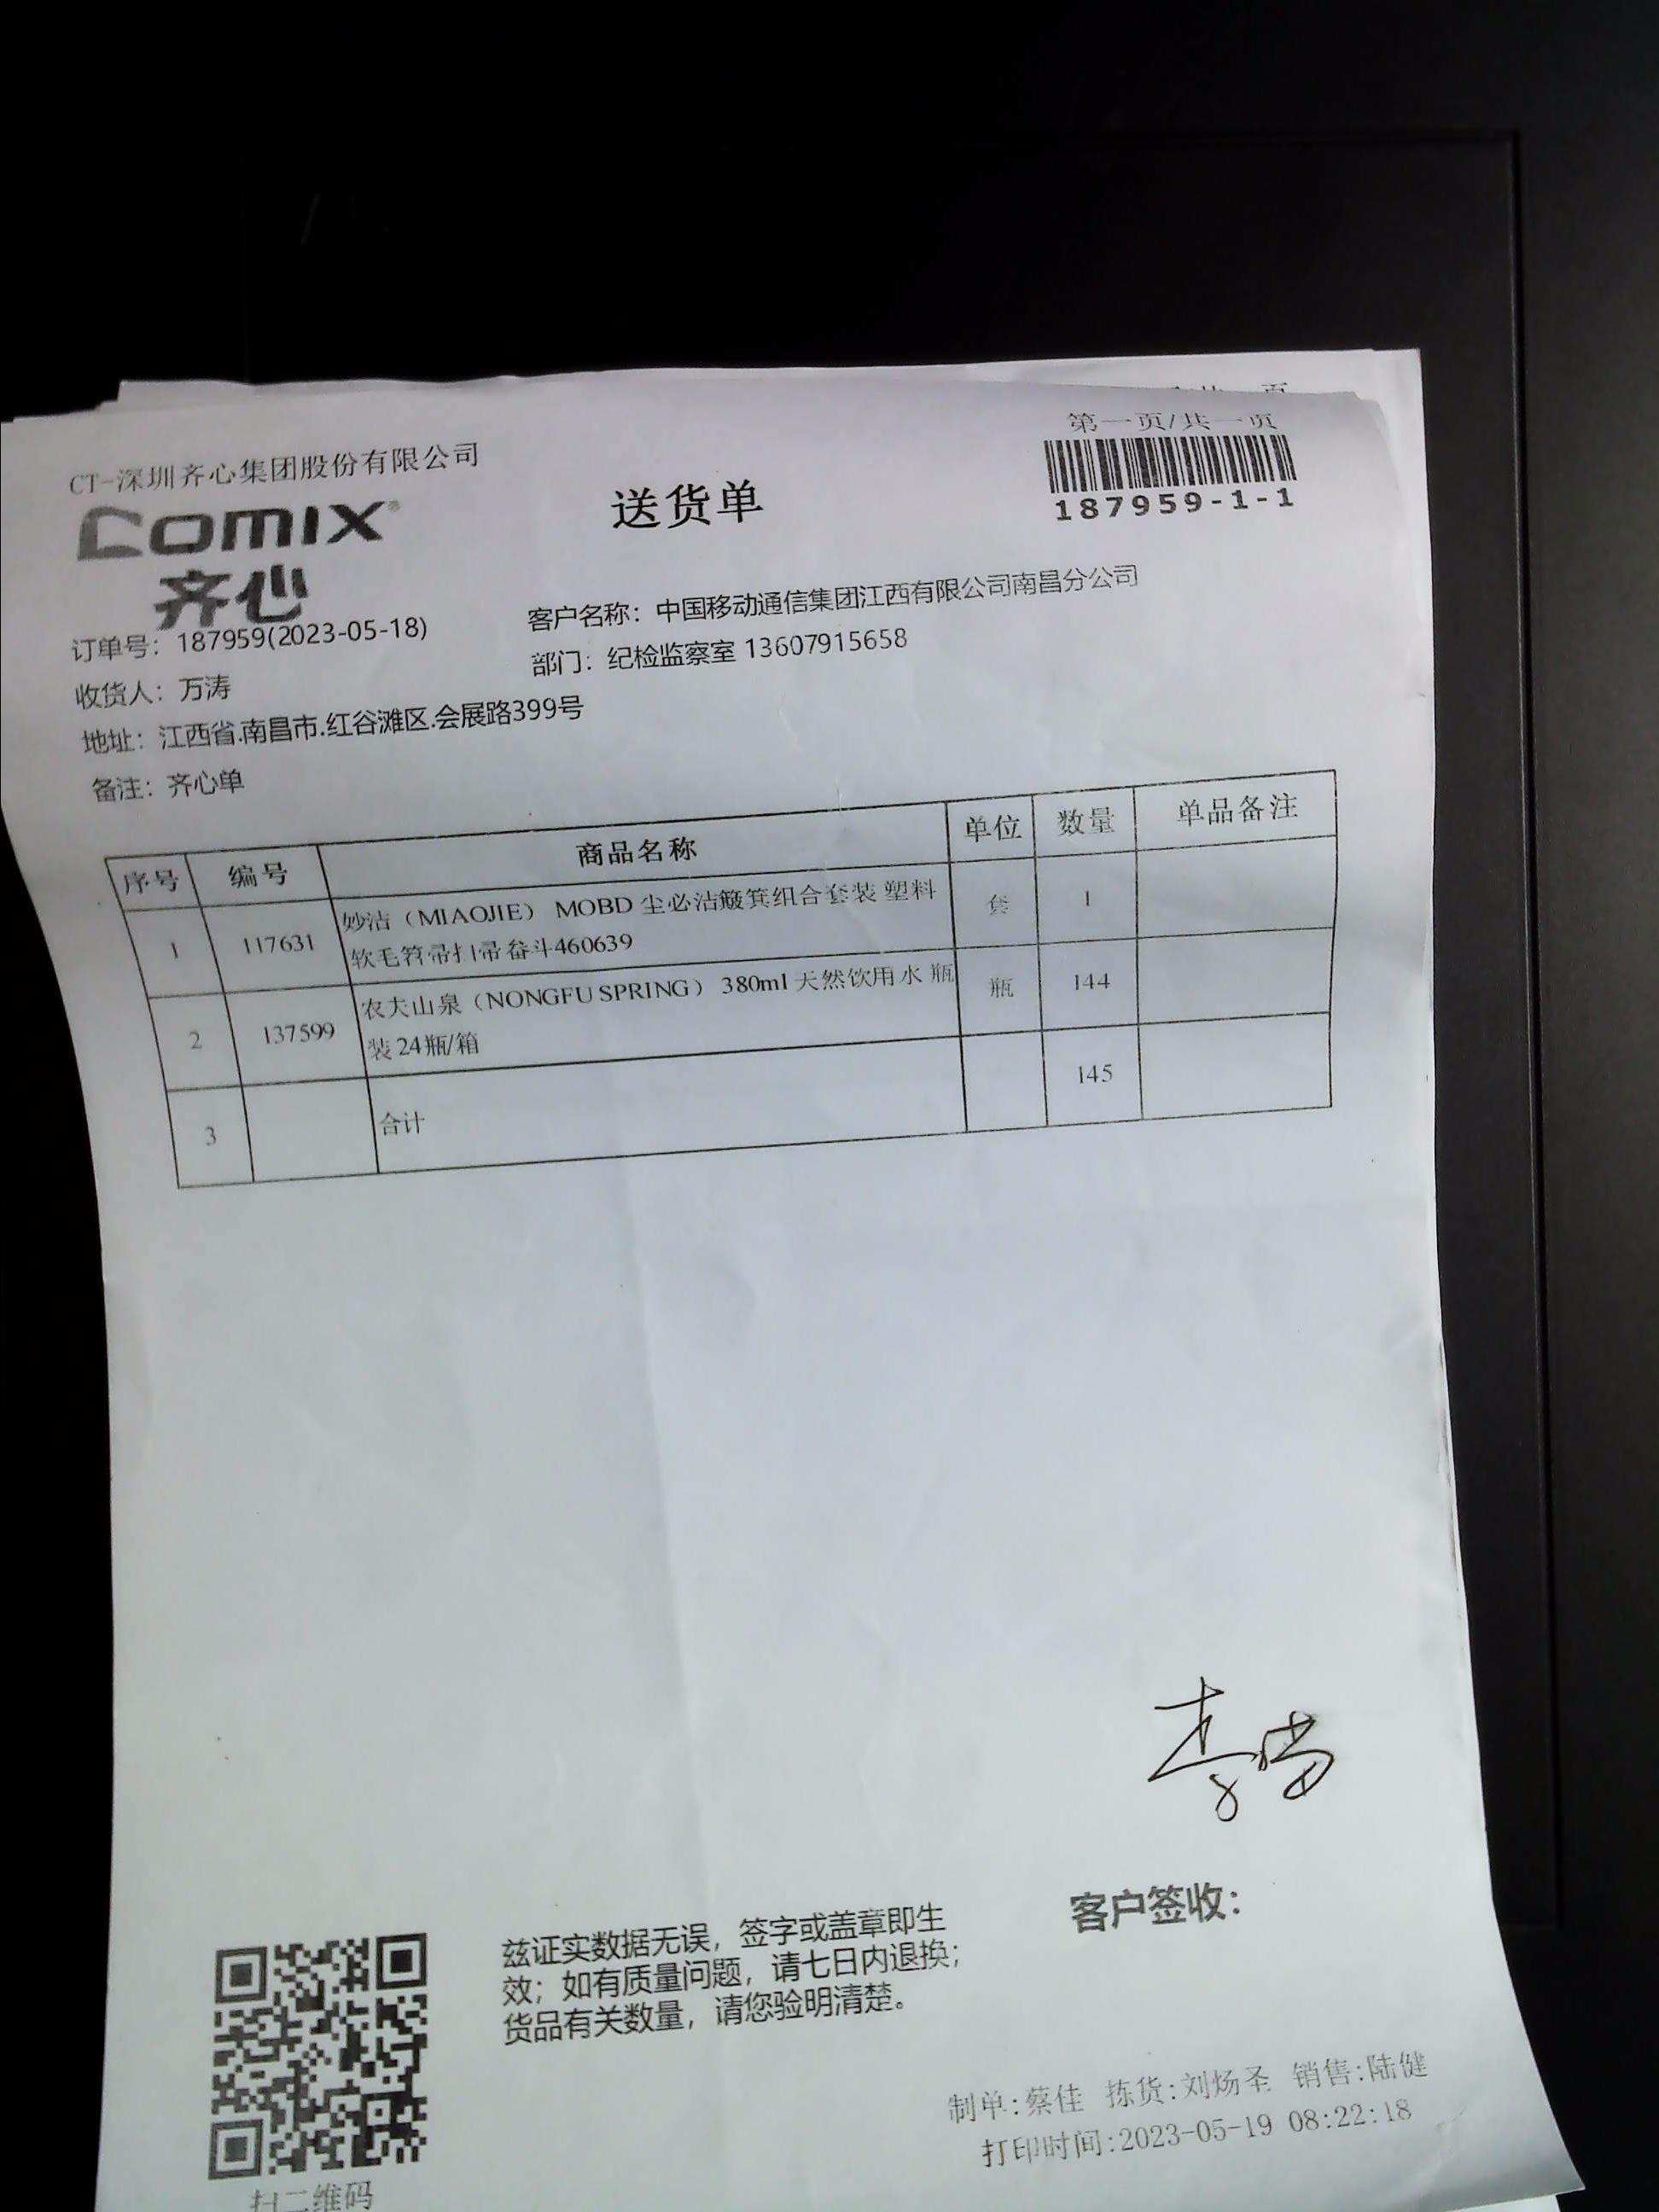 第一页/共一页
CT-深圳齐心集团股份有限公司
COMIX
齐心
送货单
187959-1-1
订单号：187959(2023-05-18)
客户名称：中国移动通信集团江西有限公司南昌分公司
收货人：万涛
部门：纪检监察室 13607915658
地址：江西省.南昌市.红谷滩区.会展路399号
备注：齐心单
序号 编号 商品名称 单位 数量 单品备注
1 117631 妙洁（MIAOJIE） MOBD 尘必洁簸箕组合套装 塑料 套 1
软毛笤帚扫帚畚斗460639
2 137599 农夫山泉（NONGFU SPRING） 380ml 天然饮用水 瓶 瓶 144
装 24瓶/箱
3 合计 145
客户签收：
兹证实数据无误，签字或盖章即生
效；如有质量问题，请七日内退换；
货品有关数量，请您验明清楚。
制单:蔡佳 拣货:刘炀圣 销售:陆健
打印时间:2023-05-19 08:22:18
扫二维码